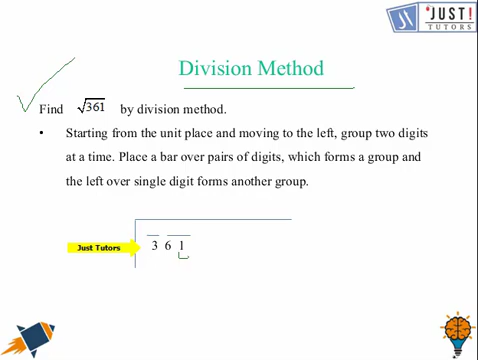 JUST!
TUTORS
Division Method
Find √361 by division method.
• Starting from the unit place and moving to the left, group two digits
at a time. Place a bar over pairs of digits, which forms a group and
the left over single digit forms another group.
Just Tutors
3 6 1